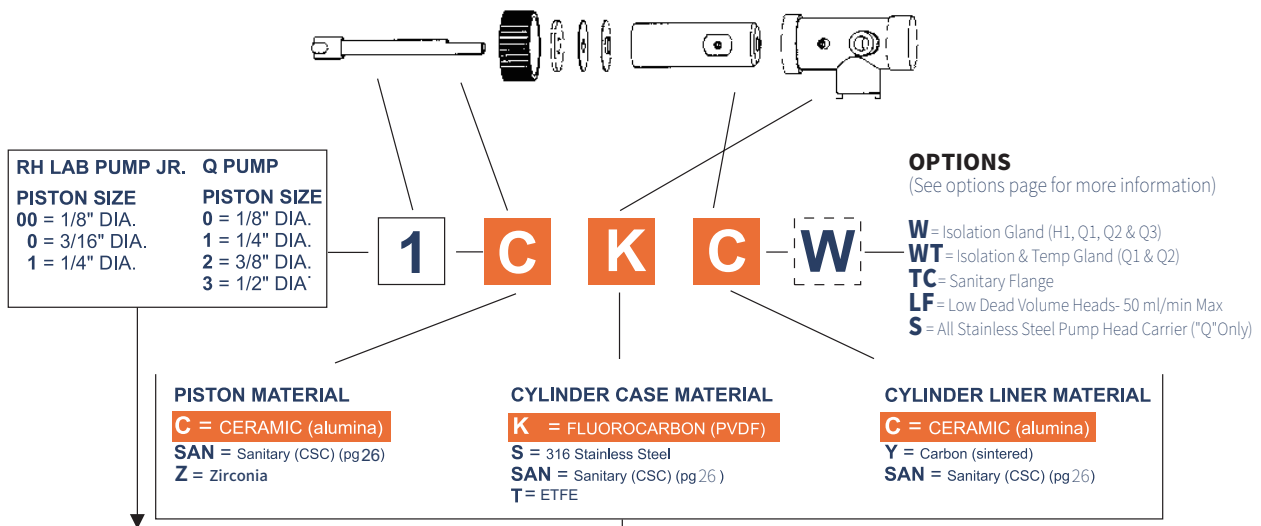 RH LAB PUMP JR.
PISTON SIZE
00 = 1/8" DIA.
0 = 3/16" DIA.
1 = 1/4" DIA.
Q PUMP
PISTON SIZE
0 = 1/8" DIA.
1 = 1/4" DIA.
2 = 3/8" DIA.
3 = 1/2" DIA
1 C K C W
OPTIONS
(See options page for more information)
W = Isolation Gland (H1, Q1, Q2 & Q3)
WT = Isolation & Temp Gland (Q1 & Q2)
TC = Sanitary Flange
LF = Low Dead Volume Heads- 50 ml/min Max
S = All Stainless Steel Pump Head Carrier ("Q"Only)
PISTON MATERIAL
C = CERAMIC (alumina)
SAN = Sanitary (CSC) (pg 26)
Z = Zirconia
CYLINDER CASE MATERIAL
K = FLUOROCARBON (PVDF)
S = 316 Stainless Steel
SAN = Sanitary (CSC) (pg 26 )
T = ETFE
CYLINDER LINER MATERIAL
C = CERAMIC (alumina)
Y = Carbon (sintered)
SAN = Sanitary (CSC) (pg 26)